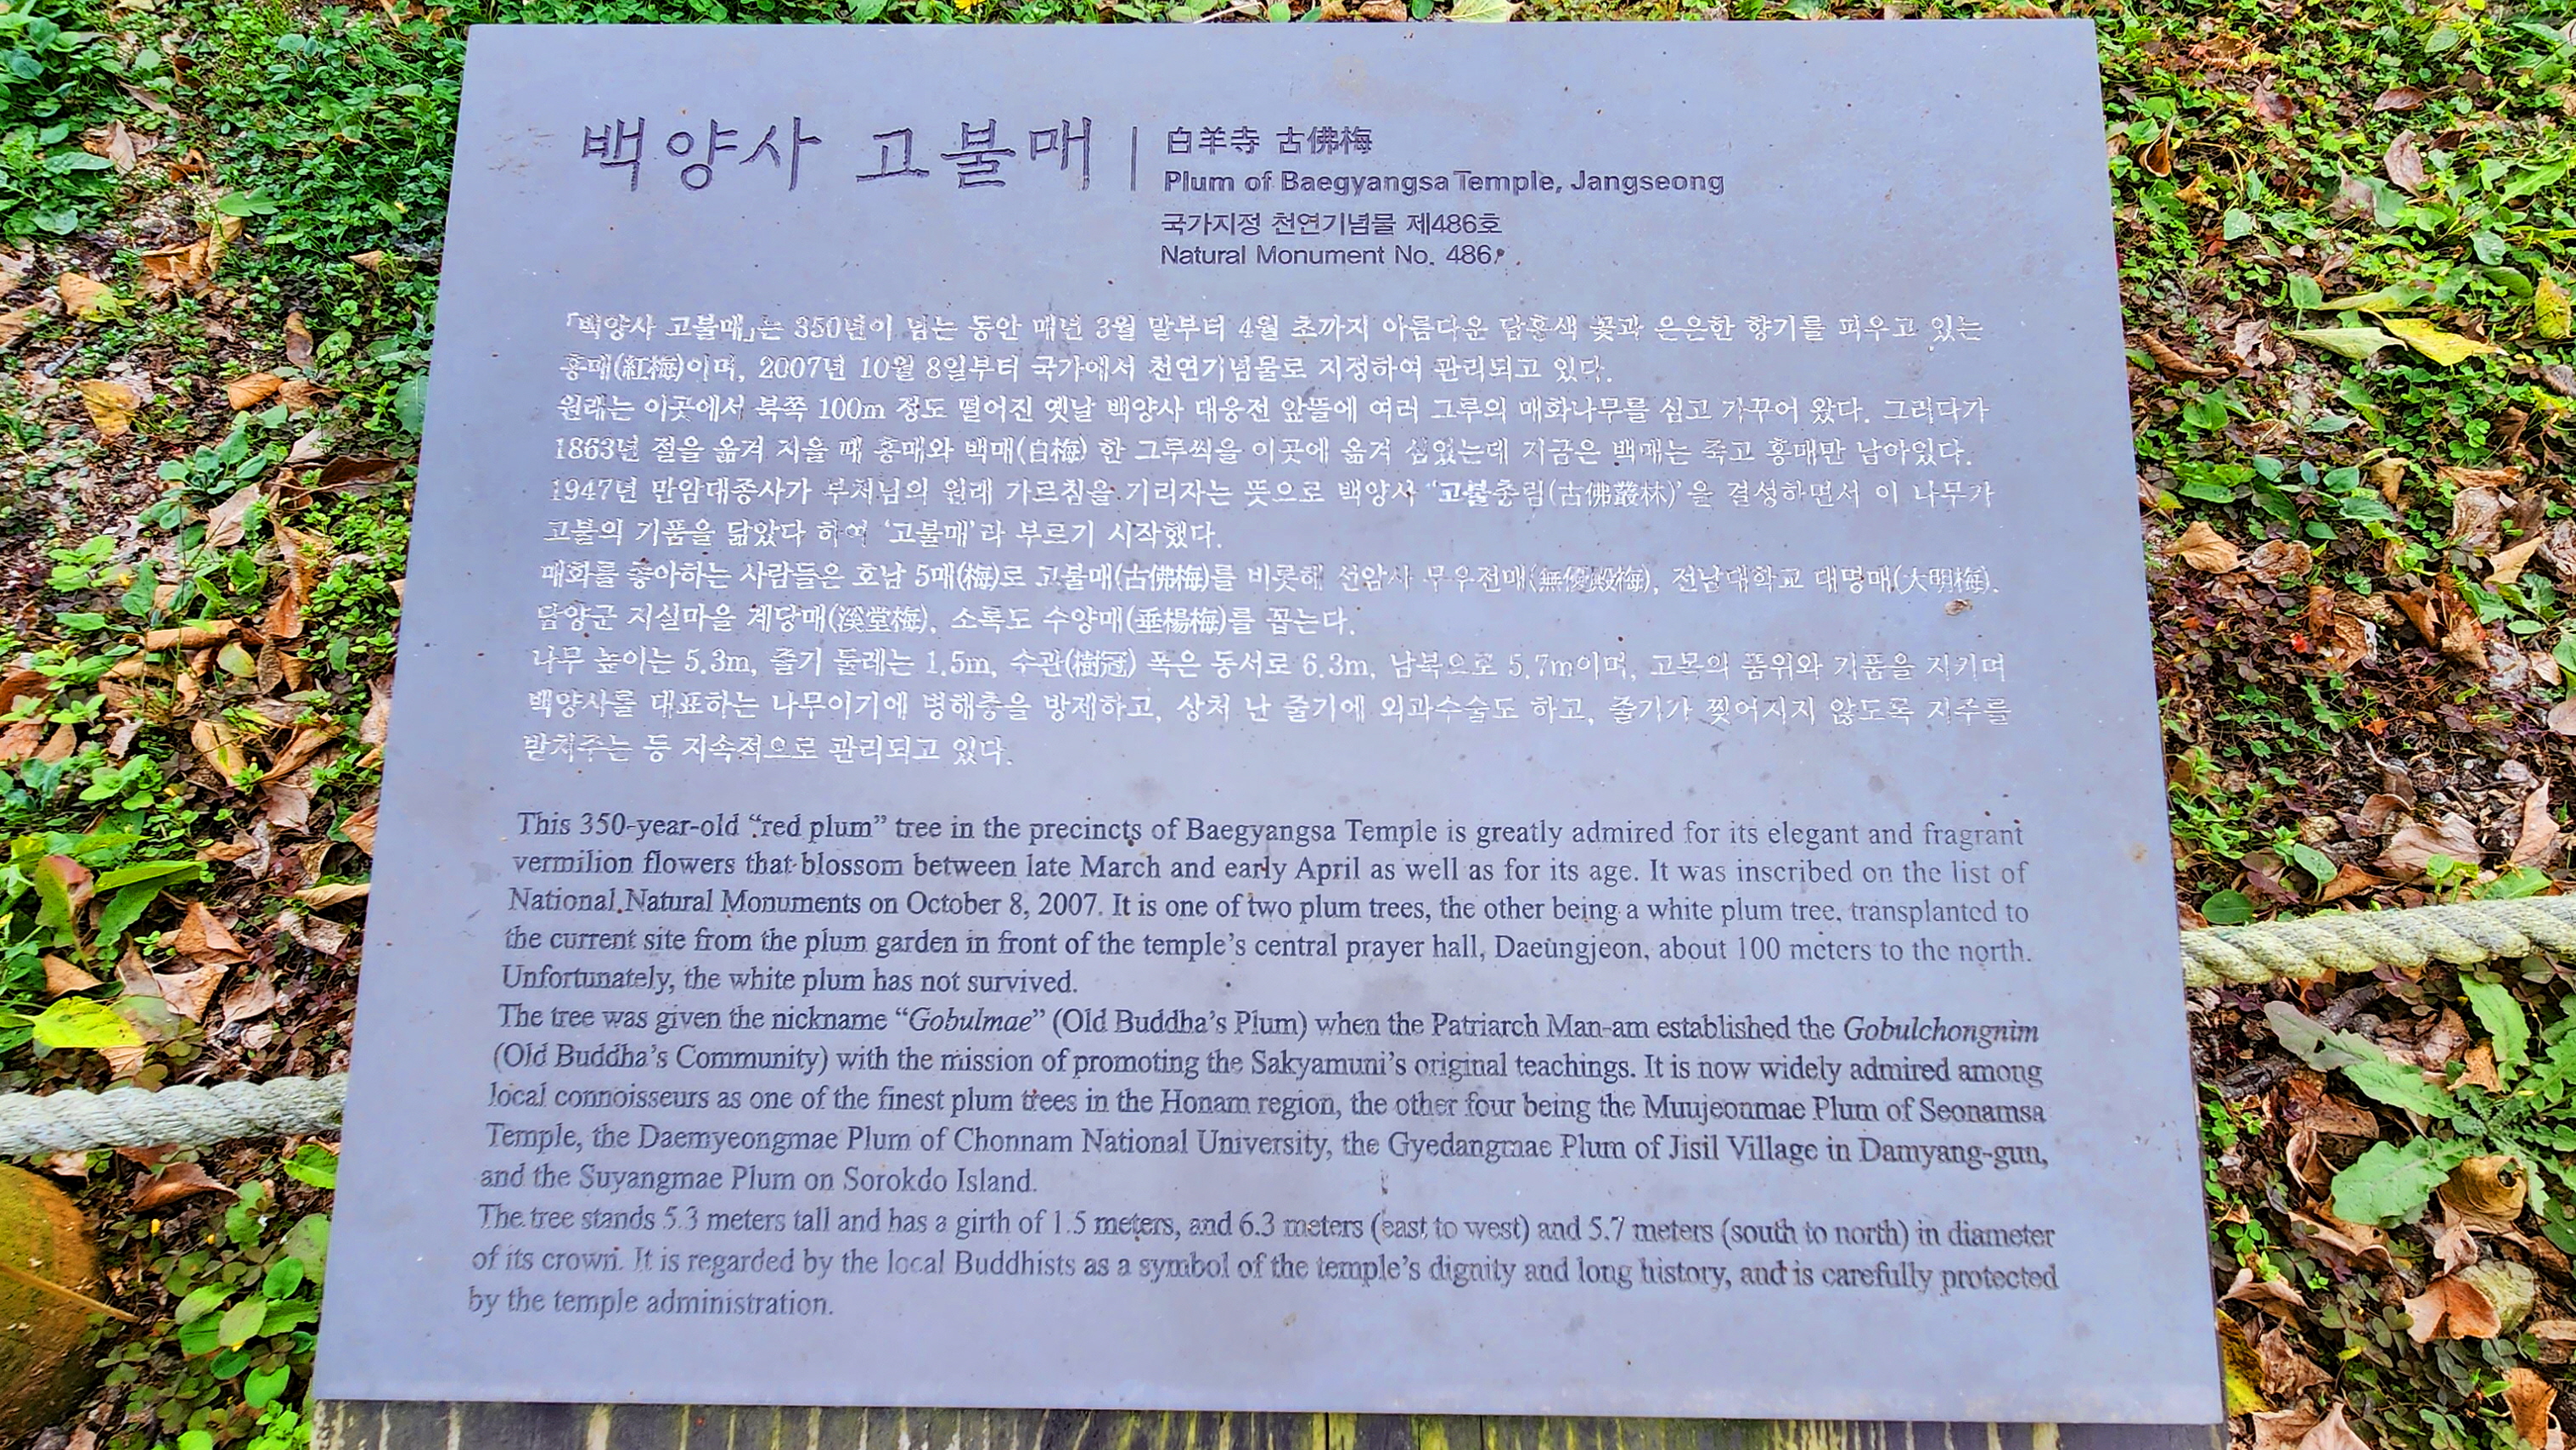 백양사 고불매
白羊寺 古佛梅
Plum of Baegyangsa Temple, Jangseong
국가지정 천연기념물 제486호
Natural Monument No. 486
「백양사 고불매」는 350년이 넘는 동안 매년 3월 말부터 4월 초까지 아름다운 담홍색 꽃과 은은한 향기를 피우고 있는
홍매(紅梅)이며, 2007년 10월 8일부터 국가에서 천연기념물로 지정하여 관리되고 있다.
원래는 이곳에서 북쪽 100m 정도 떨어진 옛날 백양사 대웅전 앞뜰에 여러 그루의 매화나무를 심고 가꾸어 왔다. 그러다가
1863년 절을 옮겨 지을 때 홍매와 백매(白梅) 한 그루씩을 이곳에 옮겨 심었는데 지금은 백매는 죽고 홍매만 남아있다.
1947년 만암대종사가 부처님의 원래 가르침을 기리자는 뜻으로 백양사 '고불총림(古佛叢林)'을 결성하면서 이 나무가
고불의 기품을 닮았다 하여 '고불매'라 부르기 시작했다.
매화를 좋아하는 사람들은 호남 5매(梅)로 고불매(古佛梅)를 비롯해 선암사 무우전매(無優殿梅), 전남대학교 대명매(大明梅),
담양군 지실마을 계당매(溪堂梅), 소록도 수양매(垂楊梅)를 꼽는다.
나무 높이는 5.3m, 줄기 둘레는 1.5m, 수관(樹冠) 폭은 동서로 6.3m, 남북으로 5.7m이며, 고목의 품위와 기품을 지키며
백양사를 대표하는 나무이기에 병해충을 방제하고, 상처 난 줄기에 외과수술도 하고, 줄기가 찢어지지 않도록 지주를
받쳐주는 등 지속적으로 관리되고 있다.
This 350-year-old “red plum” tree in the precincts of Baegyangsa Temple is greatly admired for its elegant and fragrant
vermilion flowers that blossom between late March and early April as well as for its age. It was inscribed on the list of
National Natural Monuments on October 8, 2007. It is one of two plum trees, the other being a white plum tree, transplanted to
the current site from the plum garden in front of the temple’s central prayer hall, Daeungjeon, about 100 meters to the north.
Unfortunately, the white plum has not survived.
The tree was given the nickname “Gobulmae” (Old Buddha’s Plum) when the Patriarch Man-am established the Gobulchongnim
(Old Buddha’s Community) with the mission of promoting the Sakyamuni’s original teachings. It is now widely admired among
local connoisseurs as one of the finest plum trees in the Honam region, the other four being the Muujeonmae Plum of Seonamsa
Temple, the Daemyeongmae Plum of Chonnam National University, the Gyedangmae Plum of Jisil Village in Damyang-gun,
and the Suyangmae Plum on Sorokdo Island.
The tree stands 5.3 meters tall and has a girth of 1.5 meters, and 6.3 meters (east to west) and 5.7 meters (south to north) in diameter
of its crown. It is regarded by the local Buddhists as a symbol of the temple’s dignity and long history, and is carefully protected
by the temple administration.